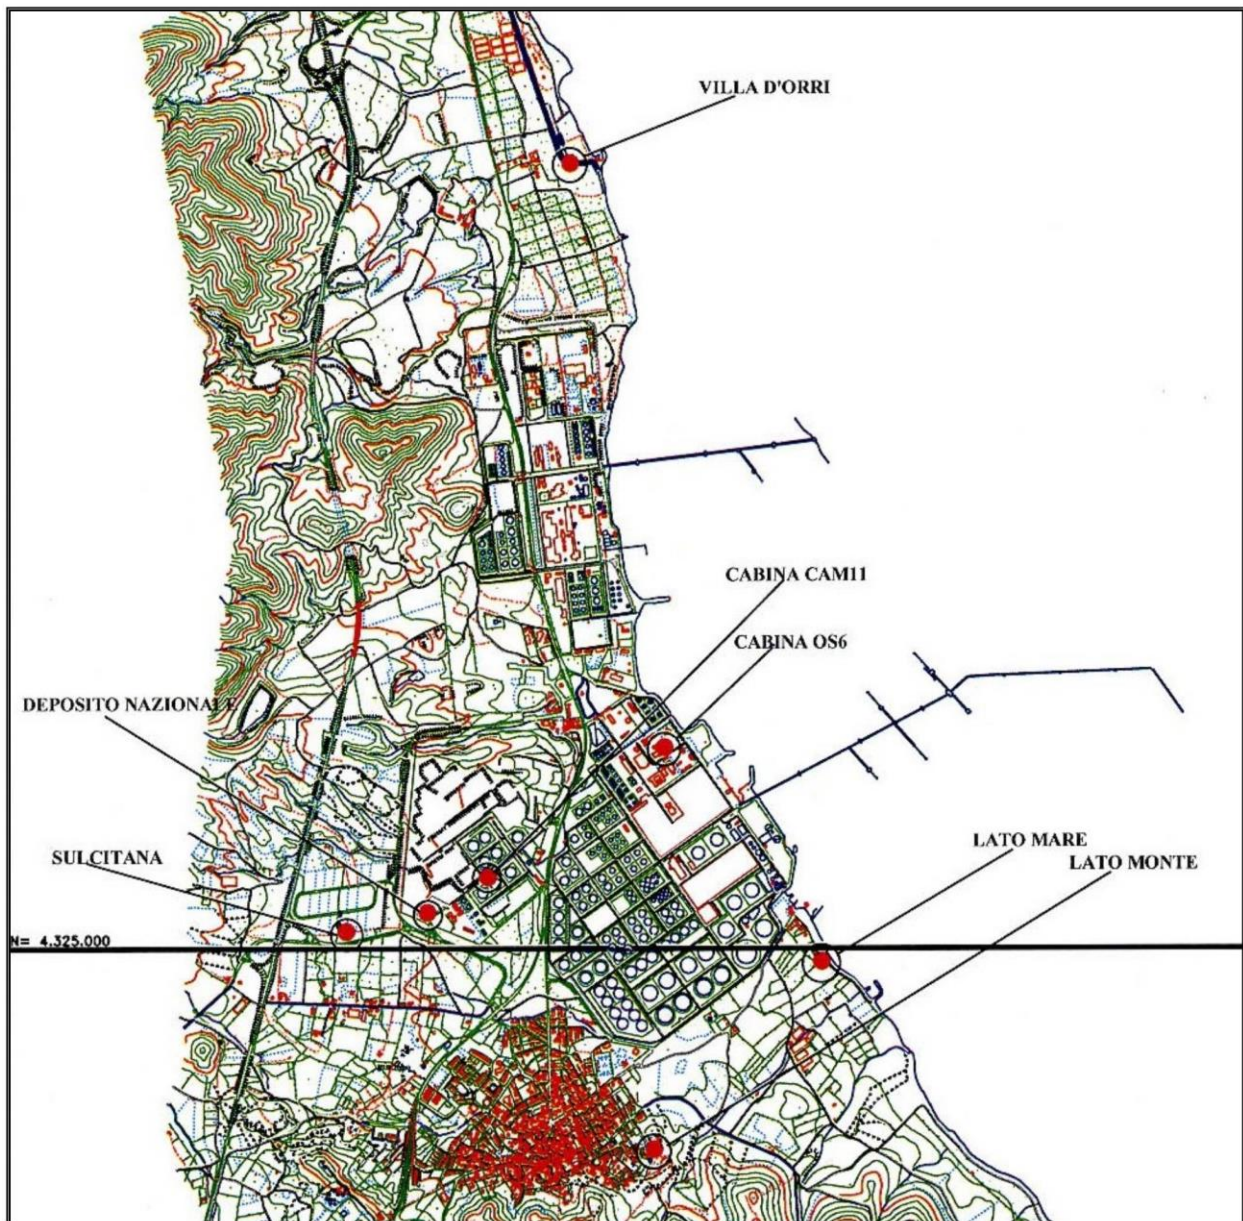 VILLA D'ORRI
CABINA CAM11
CABINA OS6
DEPOSITO NAZIONALE
LATO MARE
LATO MONTE
SULCITANA
N= 4.325.000